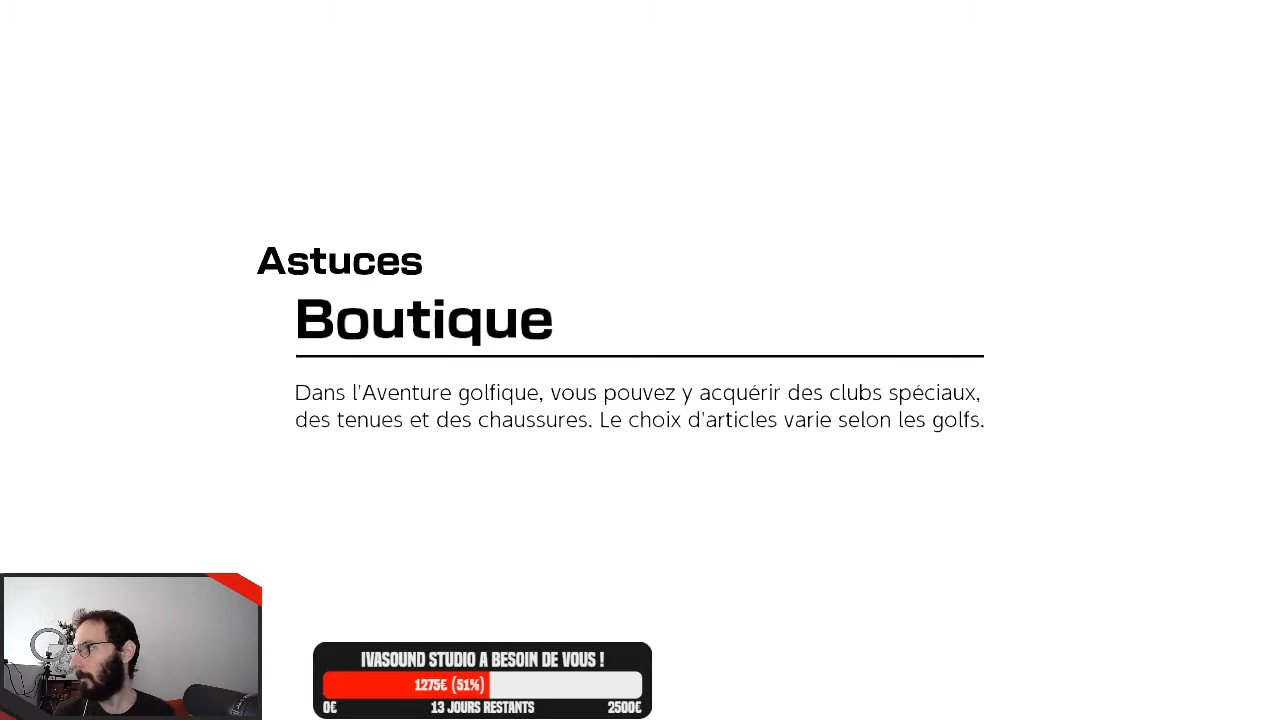 Astuces
Boutique
Dans l'Aventure golfique, vous pouvez y acquérir des clubs spéciaux,
des tenues et des chaussures. Le choix d'articles varie selon les golfs.
IVASOUND STUDIO A BESOIN DE VOUS !
1275€ (51%)
0€ 13 JOURS RESTANTS 2500€